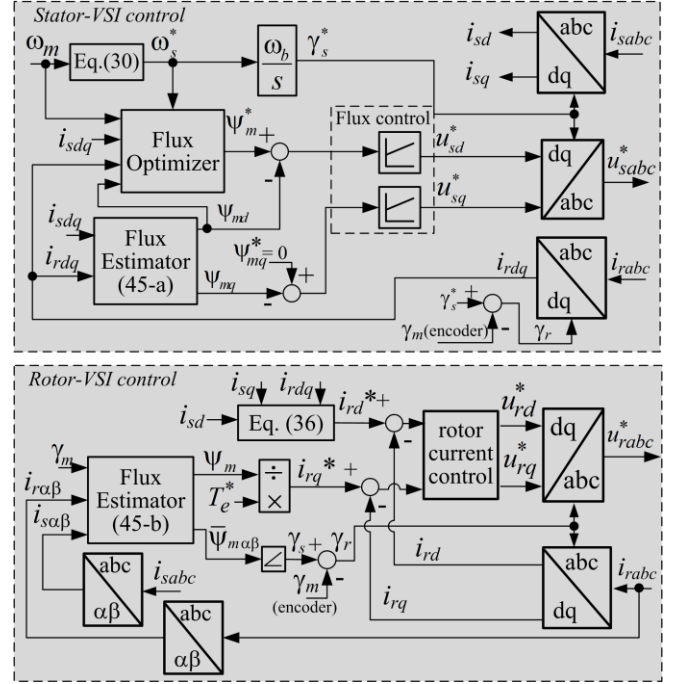 Stator-VSI control
ω_m
Eq.(30)
ω_s^*
ω_b
s
γ_s^*
i_sd
i_sq
abc
dq
i_sabc
i_sdq
Flux
Optimizer
ψ_m^*
+
-
Flux control
u_sd^*
u_sq^*
dq
abc
u_sabc^*
ψ_md
i_sdq
i_rdq
Flux
Estimator
(45-a)
ψ_mq
ψ_mq^*=0
+
-
i_rdq
abc
dq
i_rabc
γ_s^*
+
-
γ_m(encoder)
γ_r
Rotor-VSI control
i_sq
i_rdq
i_sd
Eq. (36)
i_rd*
+
-
rotor
current
control
u_rd^*
u_rq^*
dq
abc
u_rabc^*
γ_m
i_rαβ
i_sαβ
Flux
Estimator
(45-b)
ψ_m
÷
×
T_e^*
i_rq*
+
-
ψ̅_mαβ
∠
γ_s
+
-
γ_r
γ_m
(encoder)
i_rd
i_rq
abc
dq
i_rabc
abc
αβ
i_sabc
abc
αβ